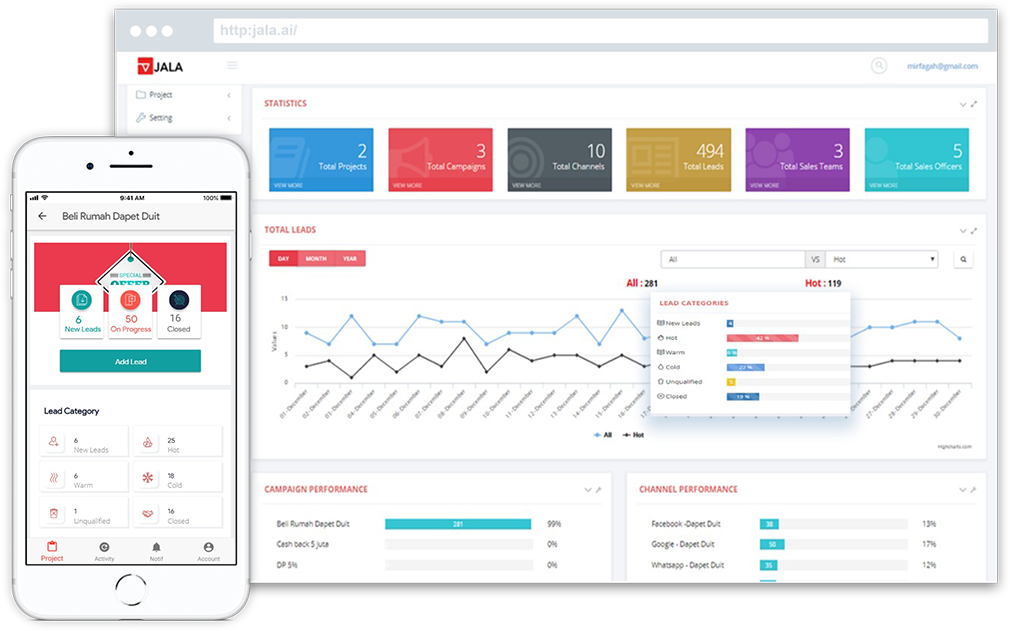 http:jala.ai/
JALA
mirfagah@gmail.com
Project
Setting
STATISTICS
2
Total Projects
VIEW MORE
3
Total Campaigns
VIEW MORE
10
Total Channels
VIEW MORE
494
Total Leads
VIEW MORE
3
Total Sales Teams
VIEW MORE
5
Total Sales Officers
VIEW MORE
TOTAL LEADS
DAY MONTH YEAR
All VS Hot
All : 281 Hot : 119
Values
15
10
5
0
01-December
02-December
03-December
04-December
05-December
06-December
07-December
08-December
09-December
10-December
11-December
12-December
13-December
14-December
15-December
16-December
27-December
28-December
29-December
30-December
All Hot
Highcharts.com
LEAD CATEGORIES
New Leads
Hot 42 %
Warm
Cold
Unqualified
Closed
CAMPAIGN PERFORMANCE
Beli Rumah Dapet Duit 281 99%
Cash back 5 juta 0%
DP 5% 0%
CHANNEL PERFORMANCE
Facebook -Dapet Duit 38 13%
Google - Dapet Duit 50 17%
Whatsapp - Dapet Duit 35 12%
9:41 AM 100%
Beli Rumah Dapet Duit
SPECIAL
OFFER
6
New Leads
50
On Progress
16
Closed
Add Lead
Lead Category
6
New Leads
25
Hot
6
Warm
18
Cold
1
Unqualified
16
Closed
Project Activity Notif Account